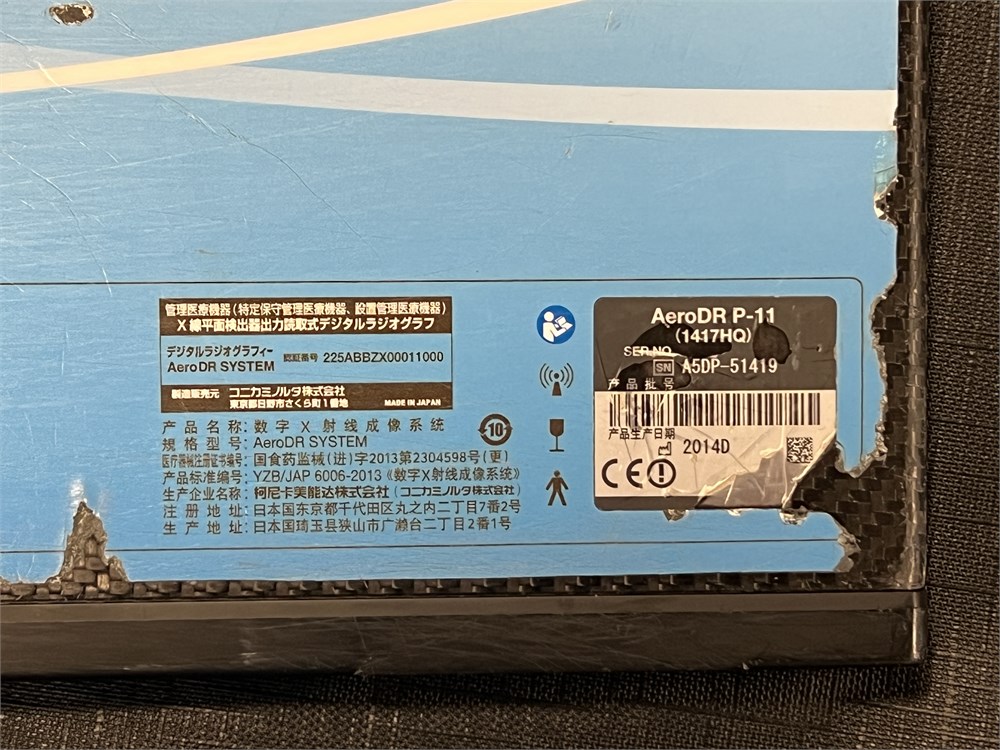 管理医療機器(特定保守管理医療機器、設置管理医療機器)
X線平面検出器出力読取式デジタルラジオグラフ
デジタルラジオグラフィー
AeroDR SYSTEM
認証番号 225ABBZX00011000
製造販売元 コニカミノルタ株式会社
東京都日野市さくら町1番地
MADE IN JAPAN
产品名称: 数字X射线成像系统
规格型号: AeroDR SYSTEM
医疗器械注册证书编号: 国食药监械(进)字2013第2304598号(更)
产品标准编号: YZB/JAP 6006-2013《数字X射线成像系统》
生产企业名称: 柯尼卡美能达株式会社(コニカミノルタ株式会社)
注册地址: 日本国东京都千代田区丸之内二丁目7番2号
生产地址: 日本国琦玉县狭山市广濑台二丁目2番1号
10
AeroDR P-11
(1417HQ)
SER.NO.
SN A5DP-51419
产品批号
产品生产日期
2014D
CE